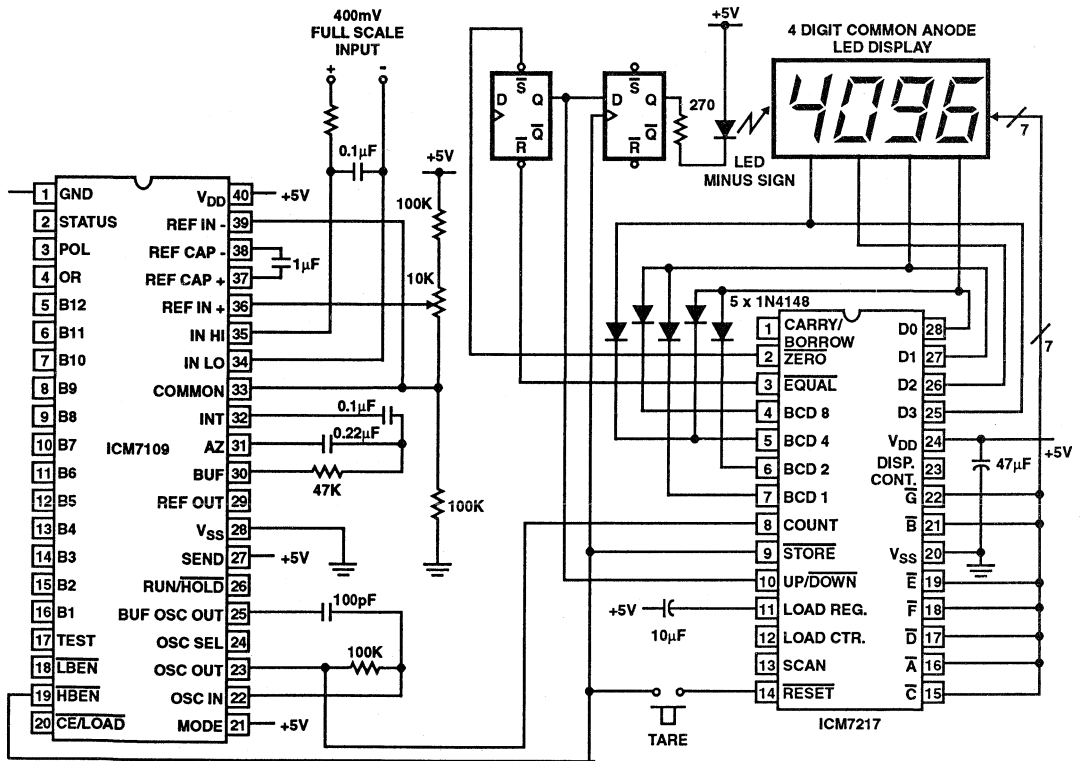 400mV
FULL SCALE
INPUT
+ -
0.1µF
+5V
100K
10K
1 GND
2 STATUS
3 POL
4 OR
5 B12
6 B11
7 B10
8 B9
9 B8
10 B7
11 B6
12 B5
13 B4
14 B3
15 B2
16 B1
17 TEST
18 LBEN
19 HBEN
20 CE/LOAD
ICM7109
VDD 40 +5V
REF IN - 39
REF CAP - 38
1µF
REF CAP + 37
REF IN + 36
IN HI 35
IN LO 34
COMMON 33
INT 32
0.1µF
AZ 31
0.22µF
BUF 30
47K
REF OUT 29
100K
VSS 28
SEND 27 +5V
RUN/HOLD 26
BUF OSC OUT 25
100pF
OSC SEL 24
OSC OUT 23
100K
OSC IN 22
MODE 21 +5V
D S Q
Q
R
D S Q
Q
R
270
+5V
LED
MINUS SIGN
4 DIGIT COMMON ANODE
LED DISPLAY
4096
7
7
5 x 1N4148
1 CARRY/
BORROW
2 ZERO
3 EQUAL
4 BCD 8
5 BCD 4
6 BCD 2
7 BCD 1
8 COUNT
9 STORE
10 UP/DOWN
+5V
10µF
11 LOAD REG.
12 LOAD CTR.
13 SCAN
14 RESET
TARE
D0 28
D1 27
D2 26
D3 25
VDD 24
+5V
47µF
DISP.
CONT. 23
G 22
B 21
VSS 20
E 19
F 18
D 17
A 16
C 15
ICM7217